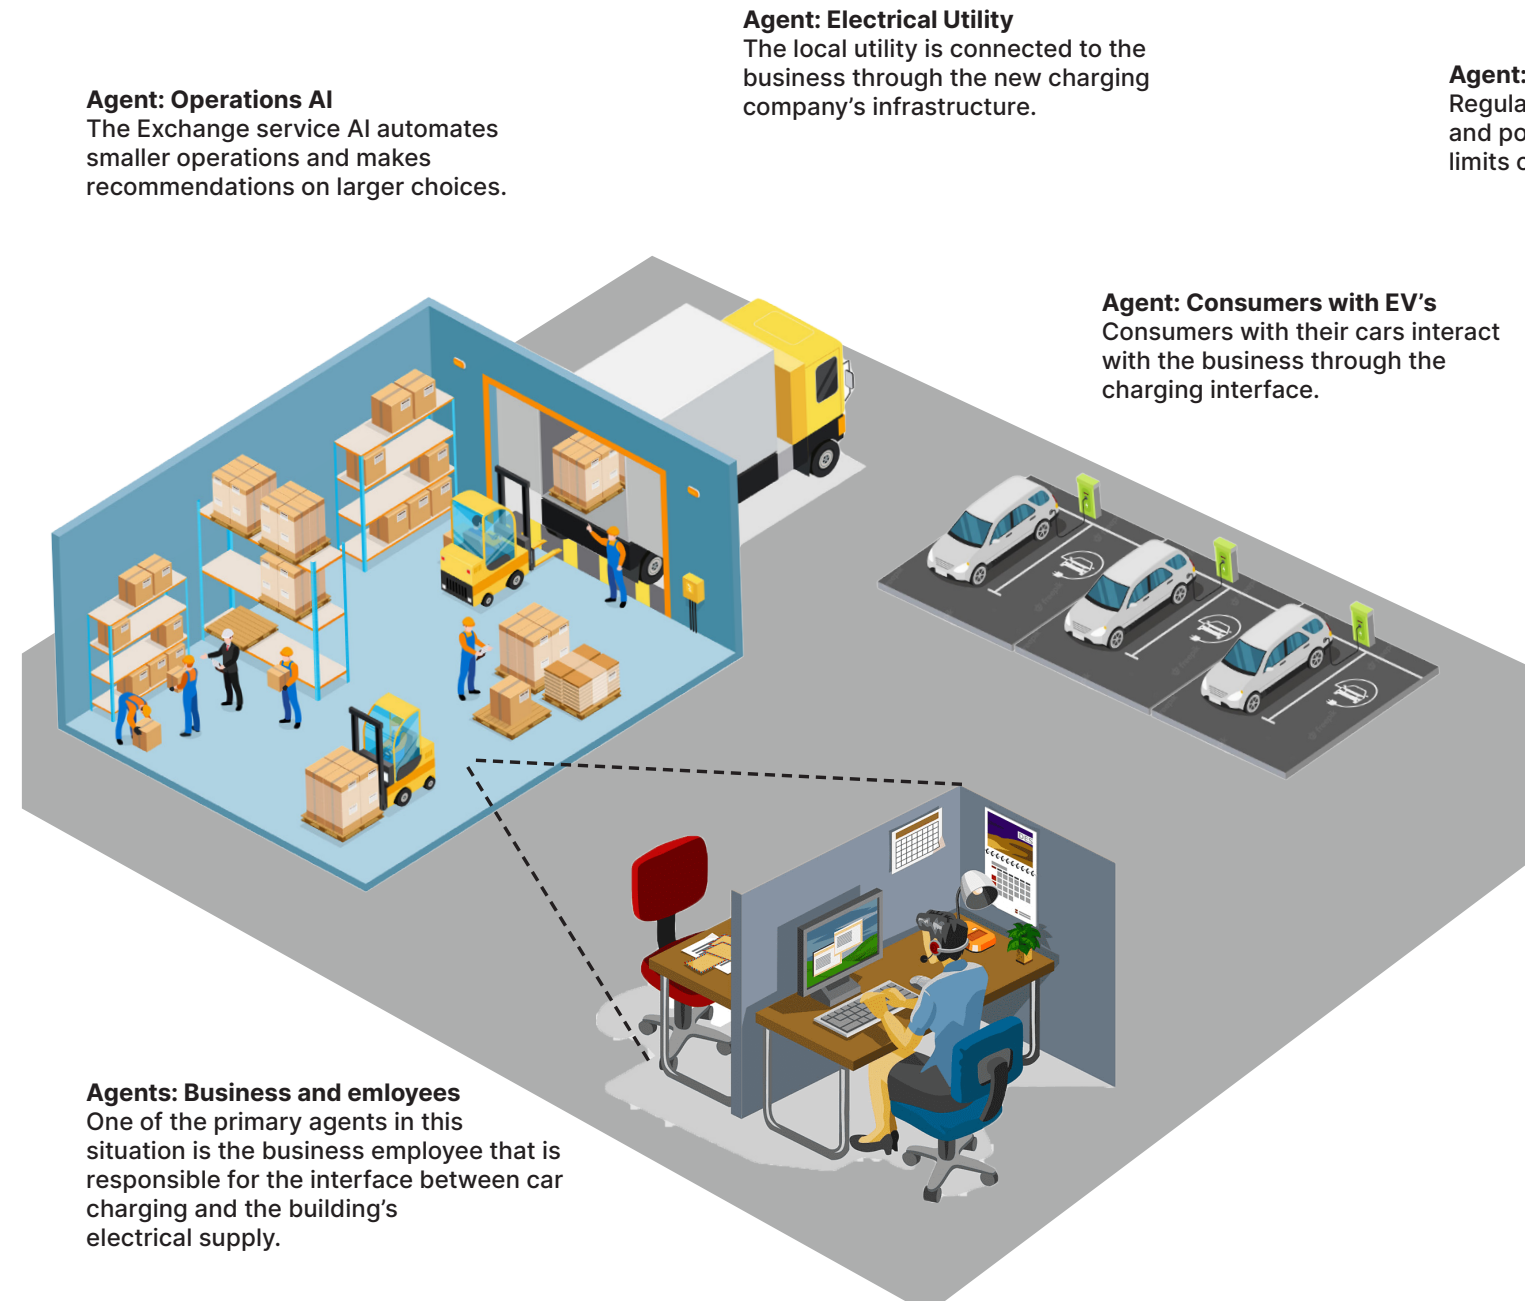 Agent: Electrical Utility
The local utility is connected to the
business through the new charging
company’s infrastructure.
Agent:
Regula
and po
limits o
Agent: Operations AI
The Exchange service AI automates
smaller operations and makes
recommendations on larger choices.
Agent: Consumers with EV’s
Consumers with their cars interact
with the business through the
charging interface.
Agents: Business and emloyees
One of the primary agents in this
situation is the business employee that is
responsible for the interface between car
charging and the building’s
electrical supply.